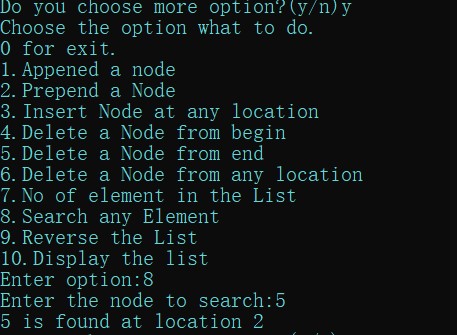 Do you choose more option?(y/n)y
Choose the option what to do.
0 for exit.
1. Appened a node
2. Prepend a Node
3. Insert Node at any location
4. Delete a Node from begin
5. Delete a Node from end
6. Delete a Node from any location
7. No of element in the List
8. Search any Element
9. Reverse the List
10. Display the list
Enter option:8
Enter the node to search:5
5 is found at location 2